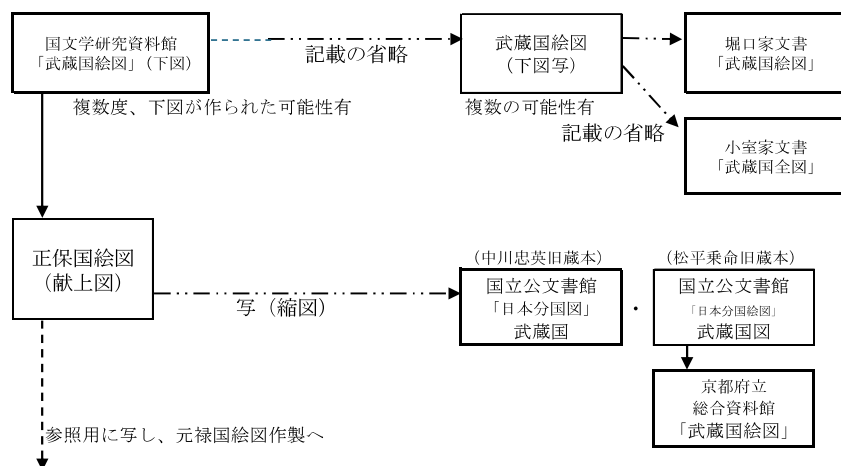 国文学研究資料館
「武蔵国絵図」（下図）
記載の省略
武蔵国絵図
（下図写）
堀口家文書
「武蔵国絵図」
複数度、下図が作られた可能性有
複数の可能性有
記載の省略
小室家文書
「武蔵国全図」
正保国絵図
（献上図）
写（縮図）
（中川忠英旧蔵本）
国立公文書館
「日本分国図」
武蔵国
・
（松平乗命旧蔵本）
国立公文書館
「日本分国絵図」
武蔵国図
京都府立
総合資料館
「武蔵国絵図」
参照用に写し、元禄国絵図作製へ